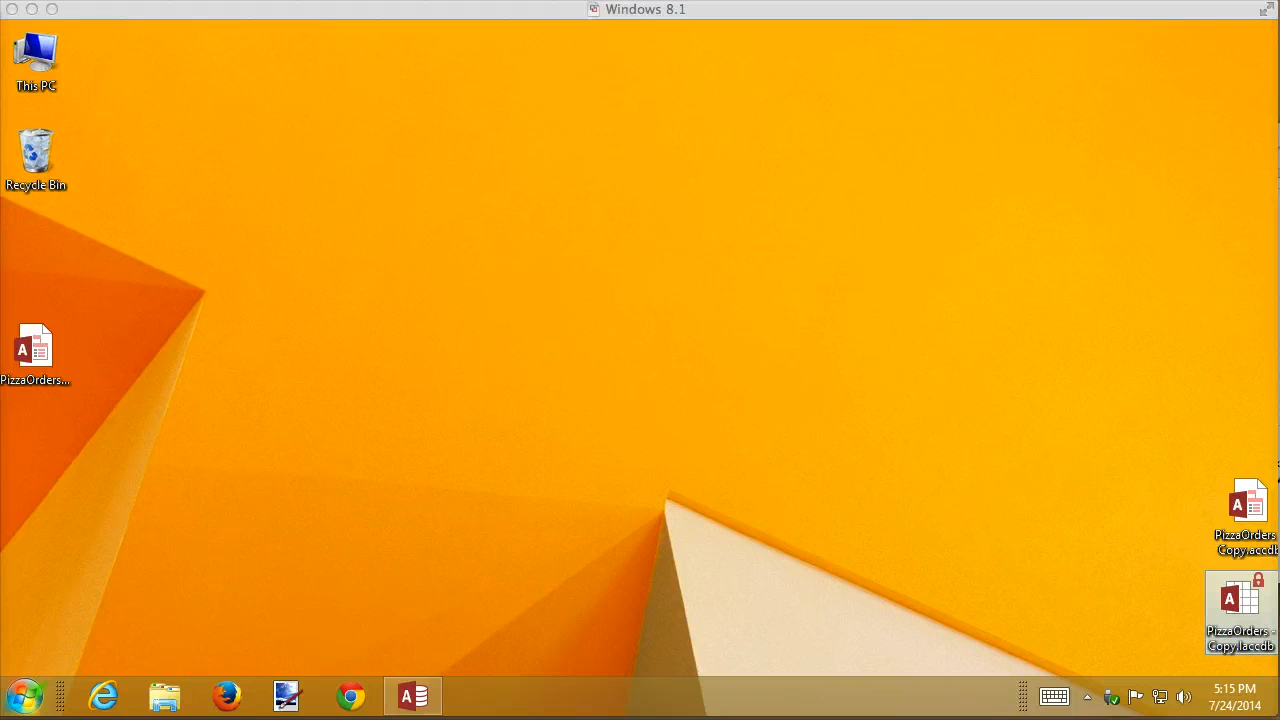 Windows 8.1
This PC
Recycle Bin
PizzaOrders...
PizzaOrders
Copy.accdb
PizzaOrders -
Copy.laccdb
5:15 PM
7/24/2014